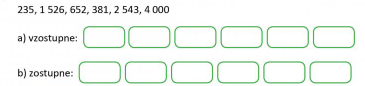 235, 1 526, 652, 381, 2 543, 4 000
a) vzostupne:
b) zostupne: